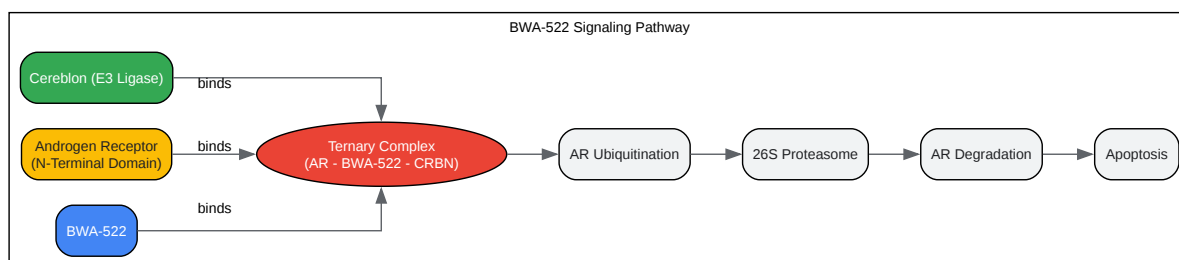 BWA-522 Signaling Pathway
Cereblon (E3 Ligase)
binds
Androgen Receptor
(N-Terminal Domain)
binds
Ternary Complex
(AR - BWA-522 - CRBN)
AR Ubiquitination
26S Proteasome
AR Degradation
Apoptosis
BWA-522
binds